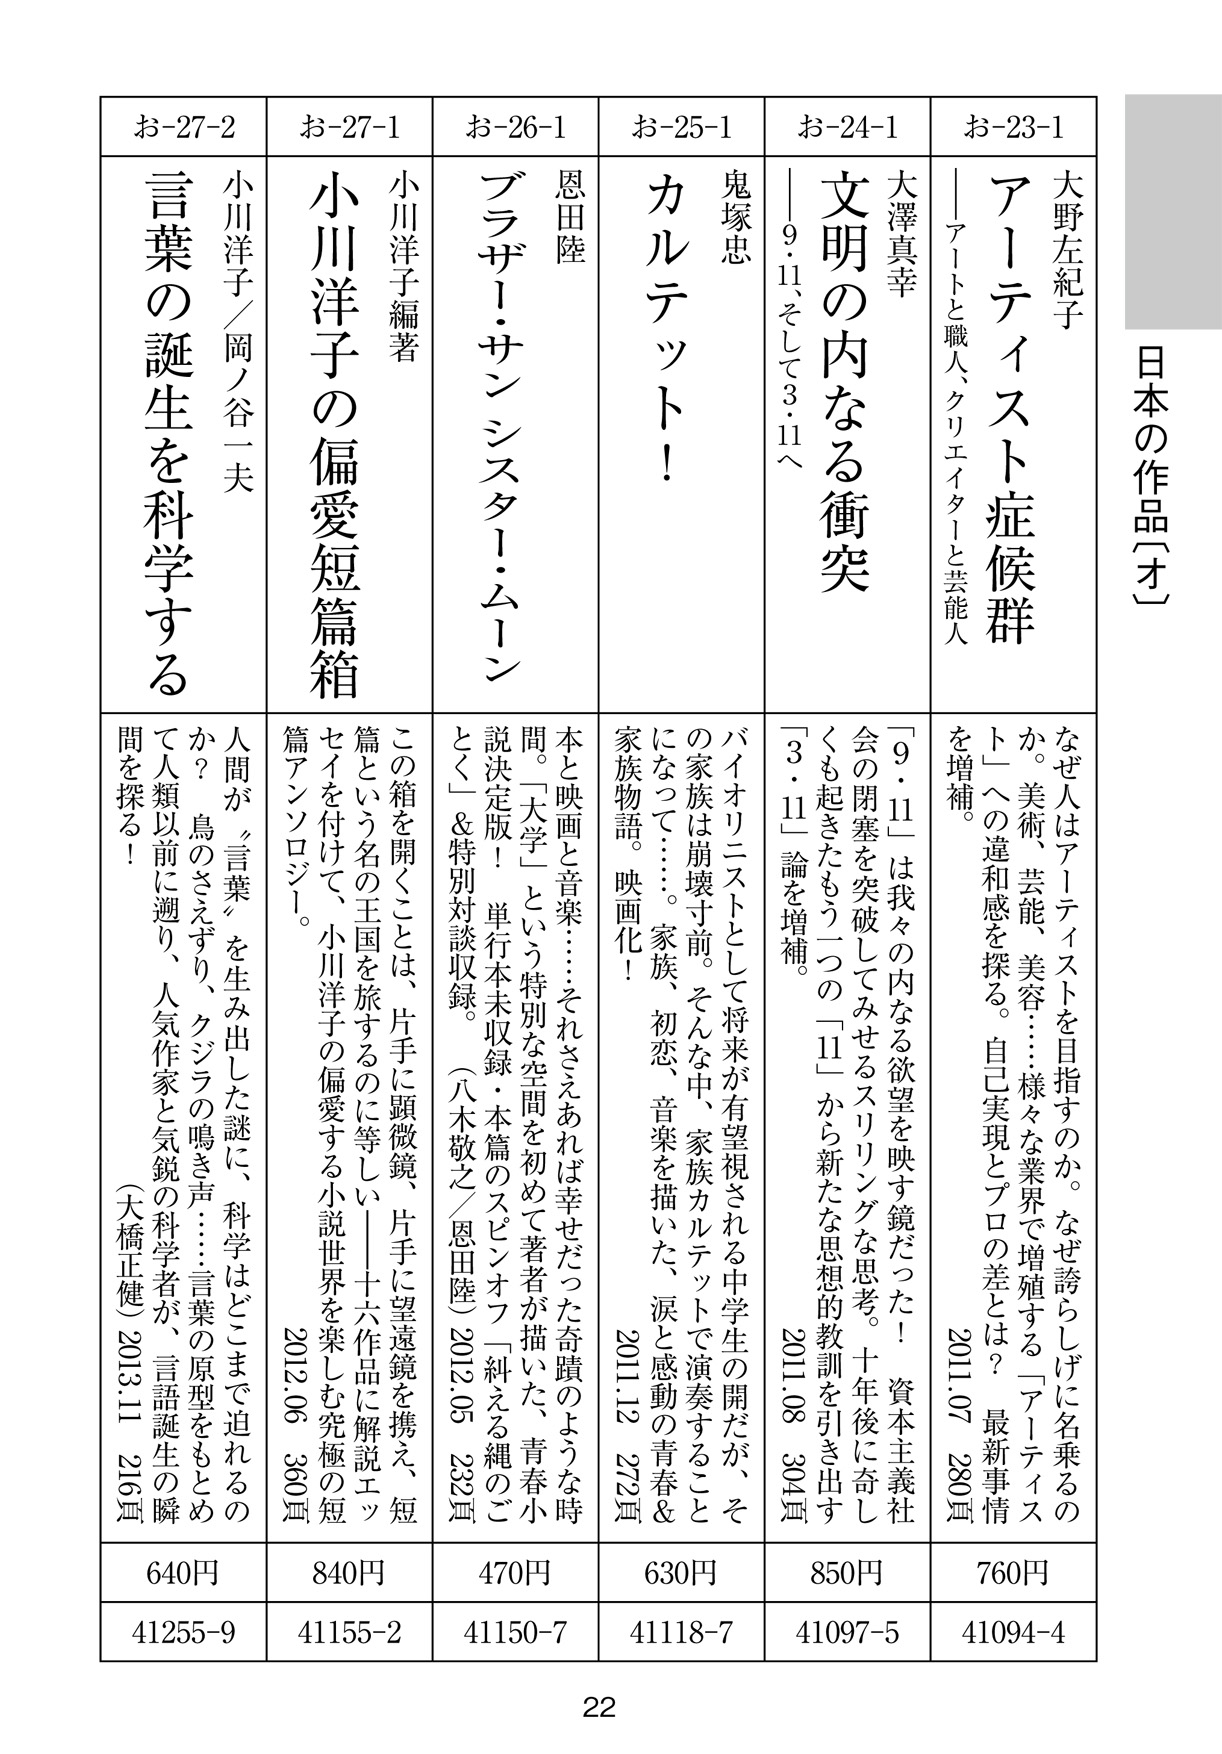 日本の作品〔オ〕
お-23-1
大野左紀子
アーティスト症候群
――アートと職人、クリエイターと芸能人
なぜ人はアーティストを目指すのか。なぜ誇らしげに名乗るの
か。美術、芸能、美容……様々な業界で増殖する「アーティス
ト」への違和感を探る。自己実現とプロの差とは？　最新事情
を増補。　2011.07　280頁
760円
41094-4
お-24-1
大澤真幸
文明の内なる衝突
――9・11、そして3・11へ
「9・11」は我々の内なる欲望を映す鏡だった！　資本主義社
会の閉塞を突破してみせるスリリングな思考。十年後に奇し
くも起きたもう一つの「11」から新たな思想的教訓を引き出す
「3・11」論を増補。　2011.08　304頁
850円
41097-5
お-25-1
鬼塚忠
カルテット！
バイオリニストとして将来が有望視される中学生の開だが、そ
の家族は崩壊寸前。そんな中、家族カルテットで演奏すること
になって……。家族、初恋、音楽を描いた、涙と感動の青春＆
家族物語。映画化！　2011.12　272頁
630円
41118-7
お-26-1
恩田陸
ブラザー・サン シスター・ムーン
本と映画と音楽……それさえあれば幸せだった奇蹟のような時
間。「大学」という特別な空間を初めて著者が描いた、青春小
説決定版！　単行本未収録・本篇のスピンオフ「糾える縄のご
とく」＆特別対談収録。　（八木敬之／恩田陸）2012.05　232頁
470円
41150-7
お-27-1
小川洋子編著
小川洋子の偏愛短篇箱
この箱を開くことは、片手に顕微鏡、片手に望遠鏡を携え、短
篇という名の王国を旅するのに等しい――十六作品に解説エッ
セイを付けて、小川洋子の偏愛する小説世界を楽しむ究極の短
篇アンソロジー。　2012.06　360頁
840円
41155-2
お-27-2
小川洋子／岡ノ谷一夫
言葉の誕生を科学する
人間が〝言葉〟を生み出した謎に、科学はどこまで迫れるの
か？　鳥のさえずり、クジラの鳴き声……言葉の原型をもとめ
て人類以前に遡り、人気作家と気鋭の科学者が、言語誕生の瞬
間を探る！　（大橋正健）2013.11　216頁
640円
41255-9
22